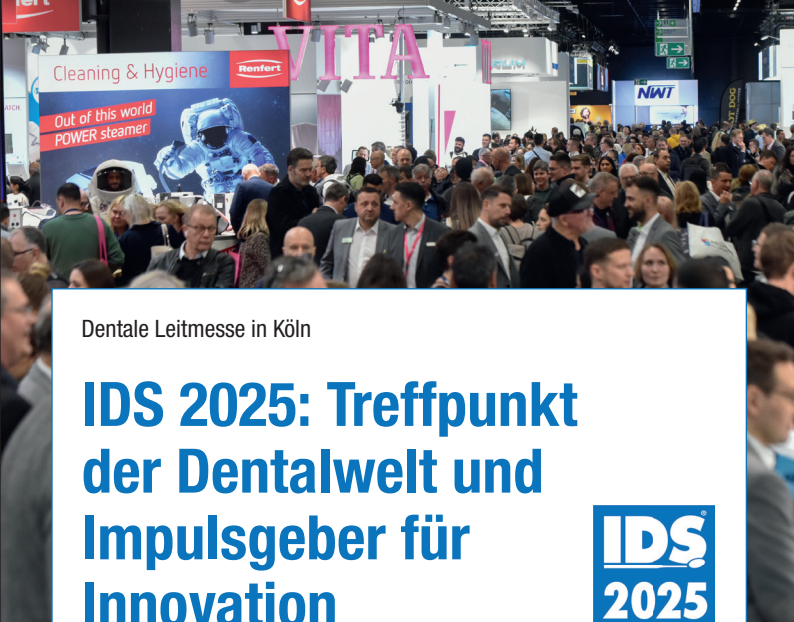 Cleaning & Hygiene
Renfert
Out of this world
POWER steamer
VITA
NWT
Dentale Leitmesse in Köln
IDS 2025: Treffpunkt
der Dentalwelt und
Impulsgeber für
Innovation
IDS®
2025